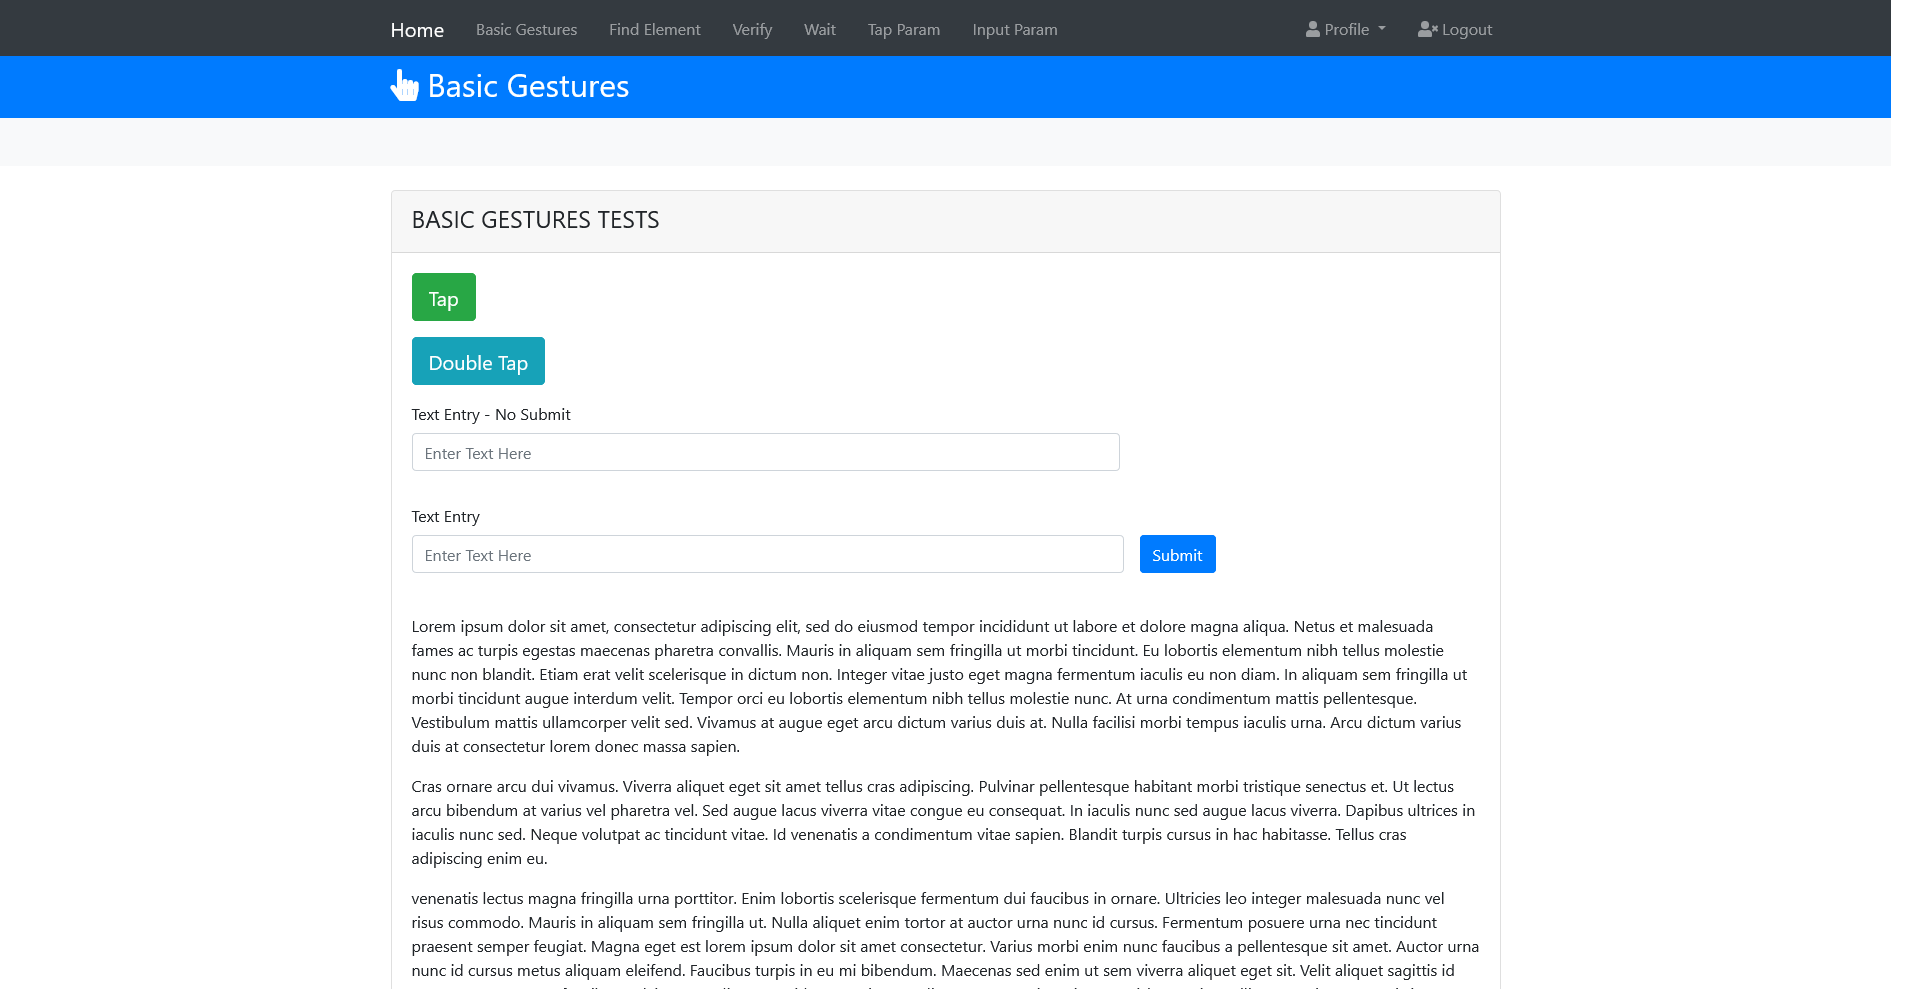 Home Basic Gestures Find Element Verify Wait Tap Param Input Param Profile Logout
Basic Gestures
BASIC GESTURES TESTS
Tap
Double Tap
Text Entry - No Submit
Enter Text Here
Text Entry
Enter Text Here Submit
Lorem ipsum dolor sit amet, consectetur adipiscing elit, sed do eiusmod tempor incididunt ut labore et dolore magna aliqua. Netus et malesuada
fames ac turpis egestas maecenas pharetra convallis. Mauris in aliquam sem fringilla ut morbi tincidunt. Eu lobortis elementum nibh tellus molestie
nunc non blandit. Etiam erat velit scelerisque in dictum non. Integer vitae justo eget magna fermentum iaculis eu non diam. In aliquam sem fringilla ut
morbi tincidunt augue interdum velit. Tempor orci eu lobortis elementum nibh tellus molestie nunc. At urna condimentum mattis pellentesque.
Vestibulum mattis ullamcorper velit sed. Vivamus at augue eget arcu dictum varius duis at. Nulla facilisi morbi tempus iaculis urna. Arcu dictum varius
duis at consectetur lorem donec massa sapien.
Cras ornare arcu dui vivamus. Viverra aliquet eget sit amet tellus cras adipiscing. Pulvinar pellentesque habitant morbi tristique senectus et. Ut lectus
arcu bibendum at varius vel pharetra vel. Sed augue lacus viverra vitae congue eu consequat. In iaculis nunc sed augue lacus viverra. Dapibus ultrices in
iaculis nunc sed. Neque volutpat ac tincidunt vitae. Id venenatis a condimentum vitae sapien. Blandit turpis cursus in hac habitasse. Tellus cras
adipiscing enim eu.
venenatis lectus magna fringilla urna porttitor. Enim lobortis scelerisque fermentum dui faucibus in ornare. Ultricies leo integer malesuada nunc vel
risus commodo. Mauris in aliquam sem fringilla ut. Nulla aliquet enim tortor at auctor urna nunc id cursus. Fermentum posuere urna nec tincidunt
praesent semper feugiat. Magna eget est lorem ipsum dolor sit amet consectetur. Varius morbi enim nunc faucibus a pellentesque sit amet. Auctor urna
nunc id cursus metus aliquam eleifend. Faucibus turpis in eu mi bibendum. Maecenas sed enim ut sem viverra aliquet eget sit. Velit aliquet sagittis id